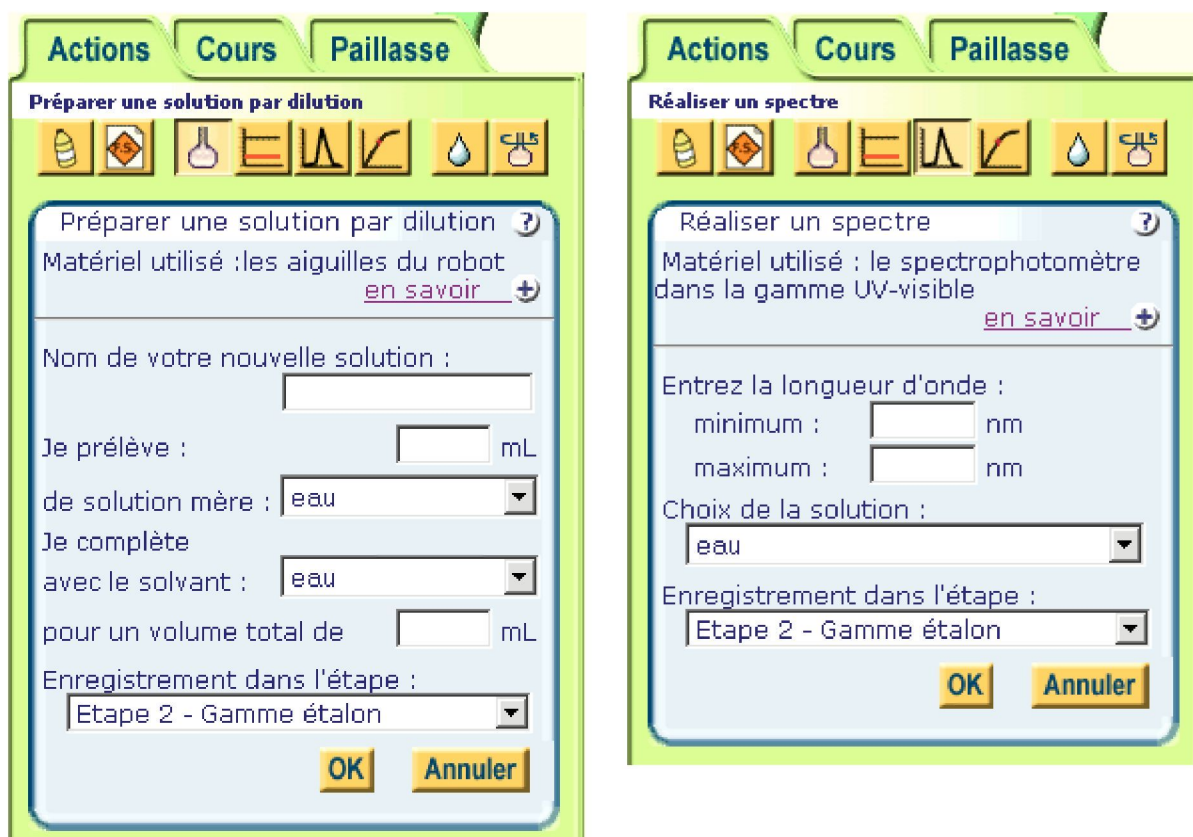 Actions Cours Paillasse
Préparer une solution par dilution
F.S.
Préparer une solution par dilution ?
Matériel utilisé :les aiguilles du robot
en savoir +
Nom de votre nouvelle solution :
Je prélève : mL
de solution mère : eau
Je complète
avec le solvant : eau
pour un volume total de mL
Enregistrement dans l'étape :
Etape 2 - Gamme étalon
OK Annuler
Actions Cours Paillasse
Réaliser un spectre
F.S.
Réaliser un spectre ?
Matériel utilisé : le spectrophotomètre
dans la gamme UV-visible
en savoir +
Entrez la longueur d'onde :
minimum : nm
maximum : nm
Choix de la solution :
eau
Enregistrement dans l'étape :
Etape 2 - Gamme étalon
OK Annuler